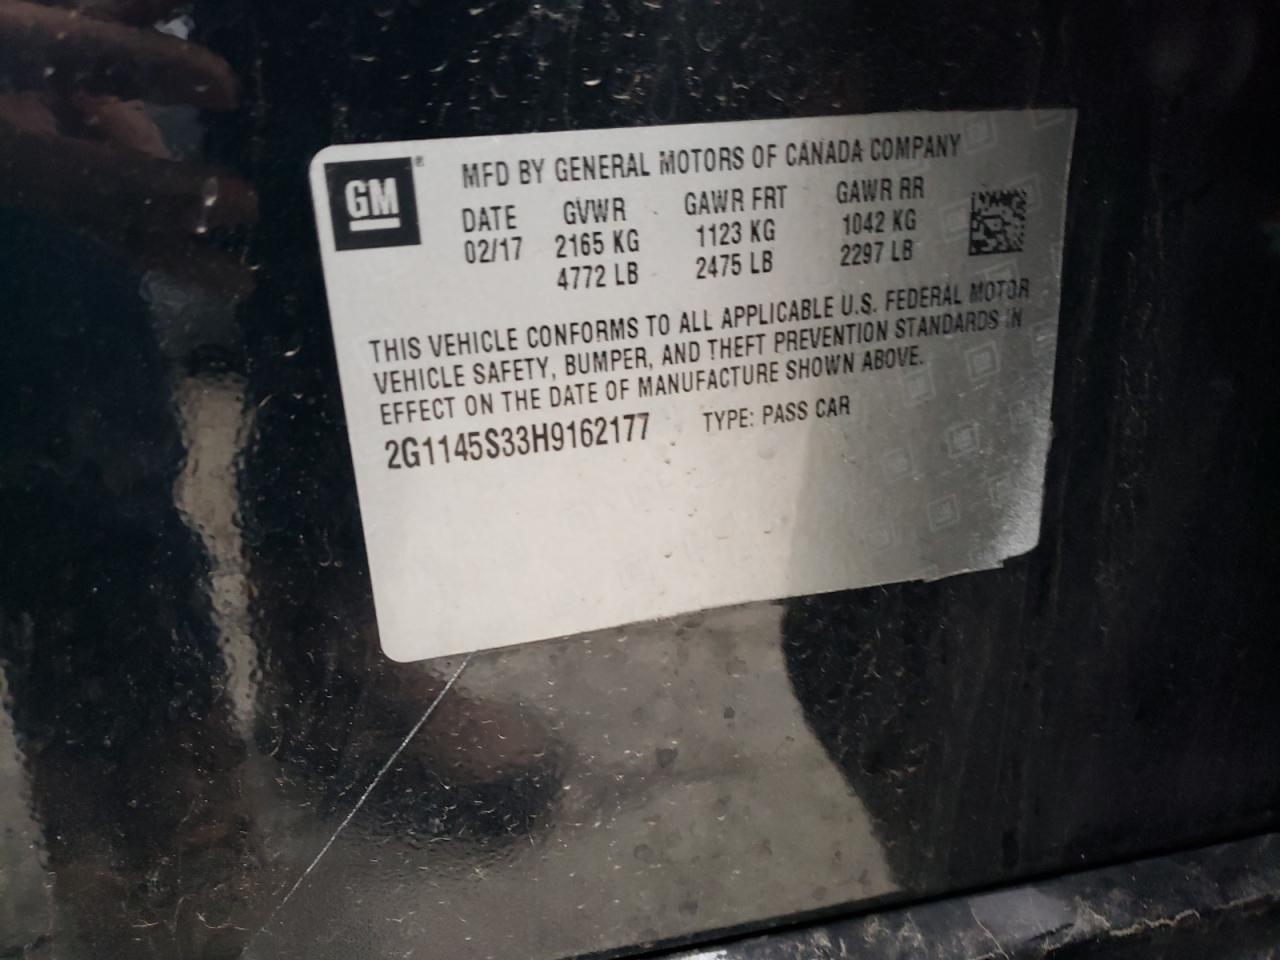 GM ®
MFD BY GENERAL MOTORS OF CANADA COMPANY
DATE GVWR GAWR FRT GAWR RR
02/17 2165 KG 1123 KG 1042 KG
4772 LB 2475 LB 2297 LB
THIS VEHICLE CONFORMS TO ALL APPLICABLE U.S. FEDERAL MOTOR
VEHICLE SAFETY, BUMPER, AND THEFT PREVENTION STANDARDS IN
EFFECT ON THE DATE OF MANUFACTURE SHOWN ABOVE.
2G1145S33H9162177 TYPE: PASS CAR